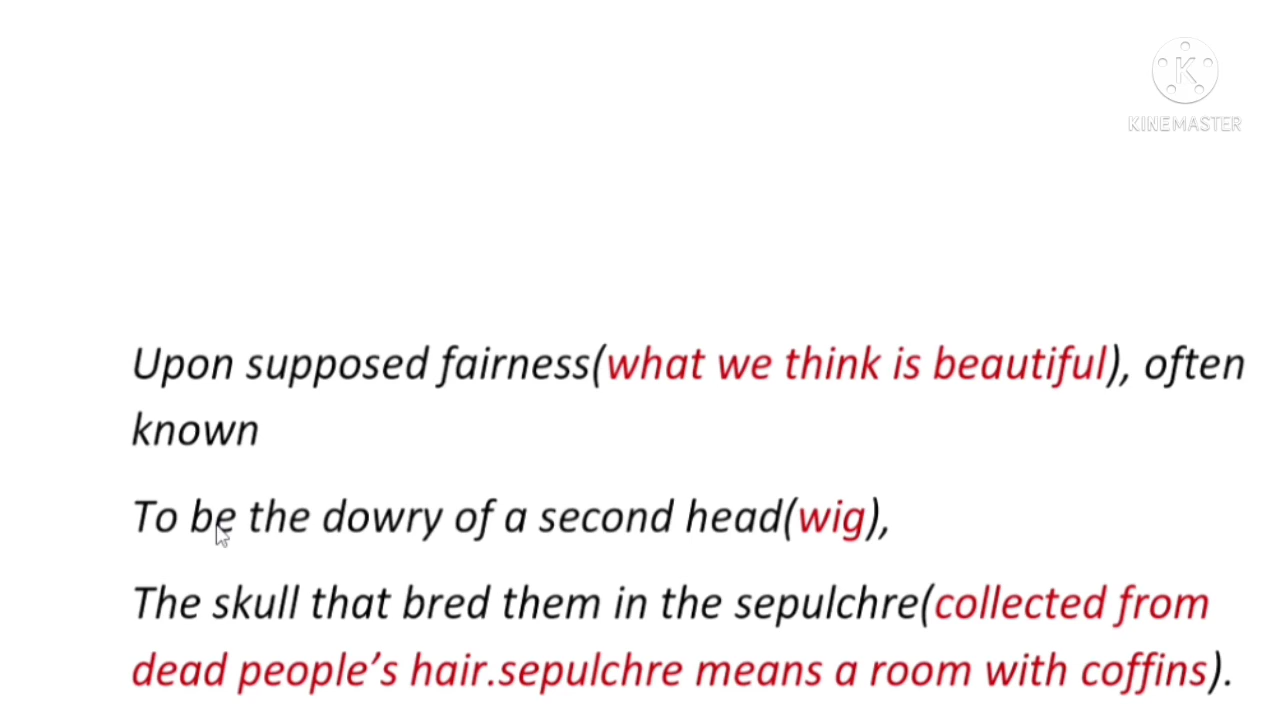 K
KINEMASTER
Upon supposed fairness(what we think is beautiful), often
known
To be the dowry of a second head(wig),
The skull that bred them in the sepulchre(collected from
dead people’s hair.sepulchre means a room with coffins).